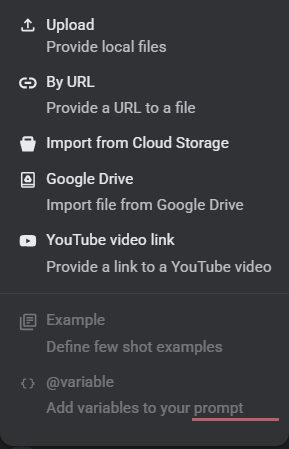 Upload
Provide local files
By URL
Provide a URL to a file
Import from Cloud Storage
Google Drive
Import file from Google Drive
YouTube video link
Provide a link to a YouTube video
Example
Define few shot examples
@variable
Add variables to your prompt